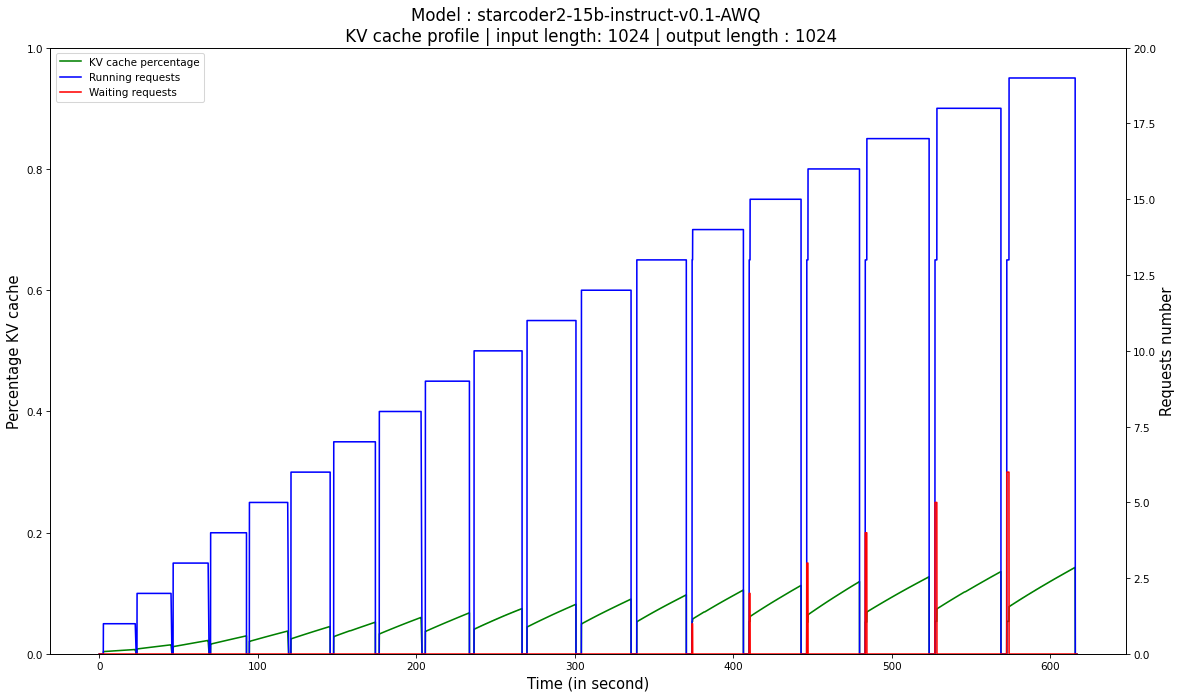 Model : starcoder2-15b-instruct-v0.1-AWQ
KV cache profile | input length: 1024 | output length : 1024
KV cache percentage
Running requests
Waiting requests
1.0
0.8
0.6
0.4
0.2
0.0
Percentage KV cache
20.0
17.5
15.0
12.5
10.0
7.5
5.0
2.5
0.0
Requests number
0
100
200
300
400
500
600
Time (in second)